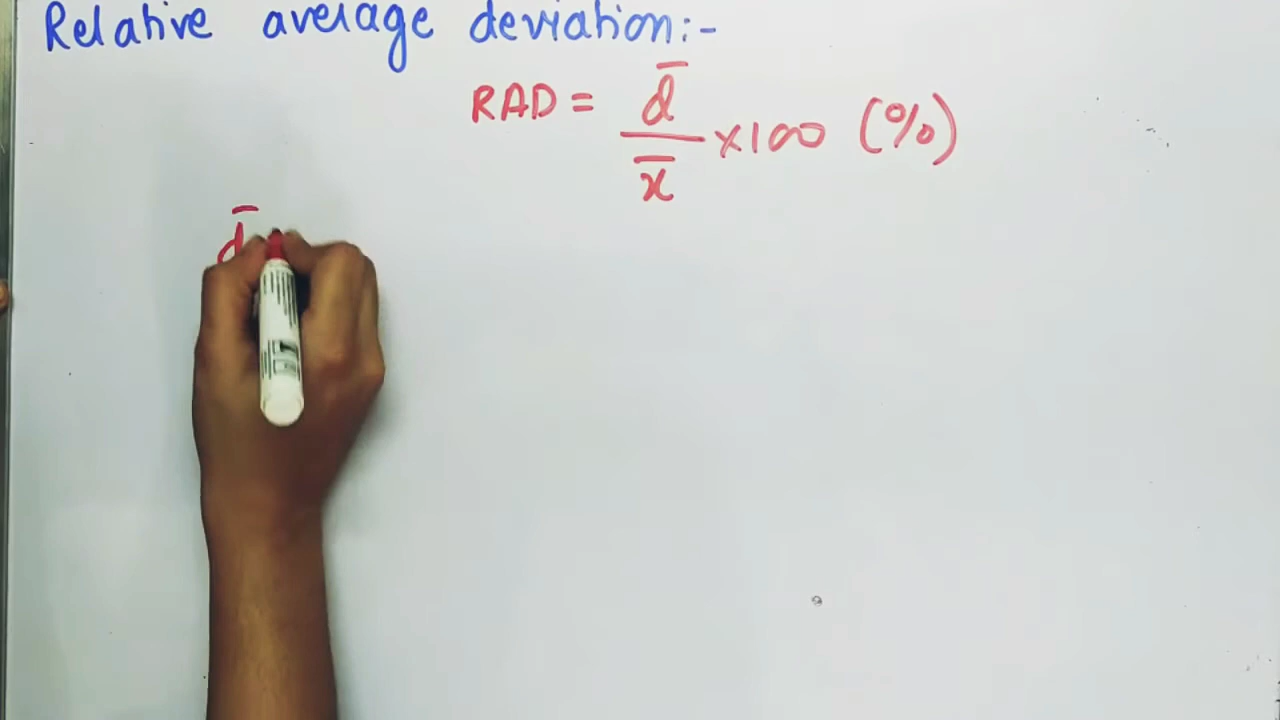 Relative average deviation:-
RAD = d̄ / x̄ ×100 (%)
d̄